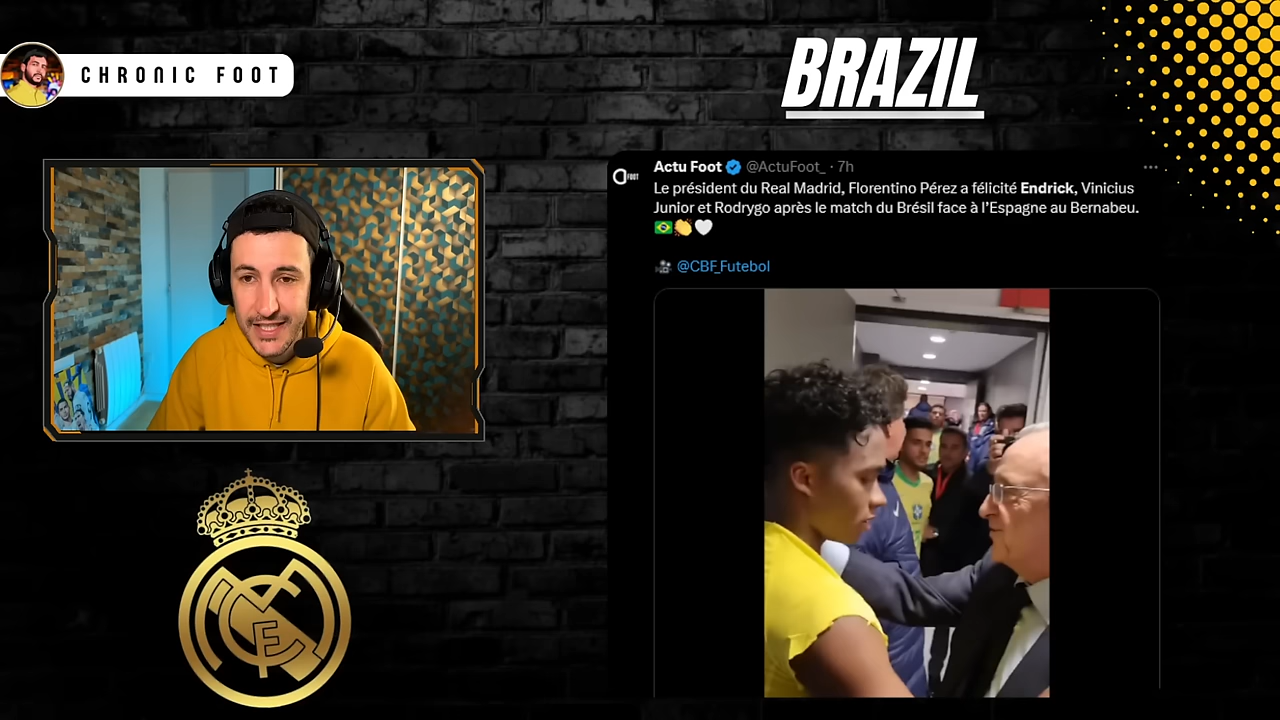 CHRONIC FOOT
BRAZIL
Actu Foot @ActuFoot_ · 7h
FOOT
Le président du Real Madrid, Florentino Pérez a félicité Endrick, Vinicius
Junior et Rodrygo après le match du Brésil face à l'Espagne au Bernabeu.
🇧🇷👏🤍
🎥 @CBF_Futebol